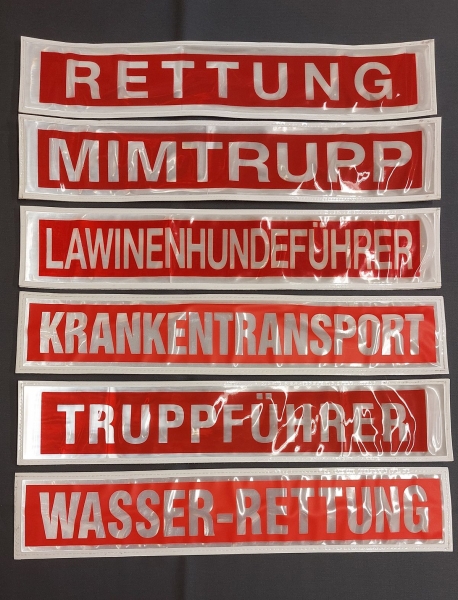 RETTUNG
MIMTRUPP
LAWINENHUNDEFÜHRER
KRANKENTRANSPORT
TRUPPFÜHRER
WASSER-RETTUNG